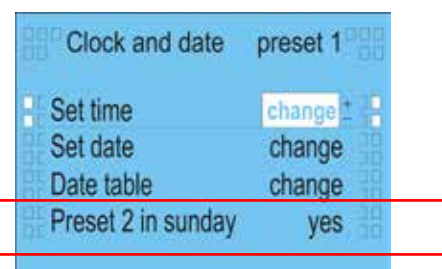 Clock and date preset 1
Set time change ±
Set date change
Date table change
Preset 2 in sunday yes